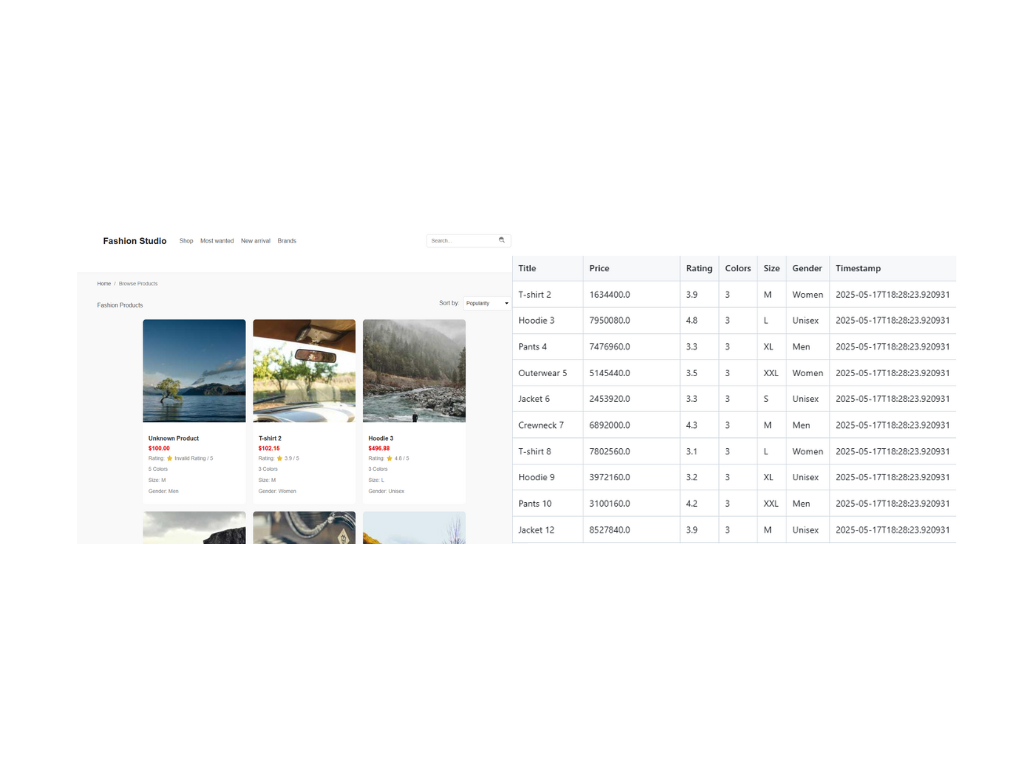 Fashion Studio Shop Most wanted New arrival Brands Search..
Home / Browse Products
Fashion Products Sort by: Popularity
Unknown Product
$100.00
Rating: ⭐ Invalid Rating / 5
5 Colors
Size: M
Gender: Men
T-shirt 2
$102.15
Rating: ⭐ 3.9 / 5
3 Colors
Size: M
Gender: Women
Hoodie 3
$496.88
Rating: ⭐ 4.8 / 5
3 Colors
Size: L
Gender: Unisex
Title Price Rating Colors Size Gender Timestamp
T-shirt 2 1634400.0 3.9 3 M Women 2025-05-17T18:28:23.920931
Hoodie 3 7950080.0 4.8 3 L Unisex 2025-05-17T18:28:23.920931
Pants 4 7476960.0 3.3 3 XL Men 2025-05-17T18:28:23.920931
Outerwear 5 5145440.0 3.5 3 XXL Women 2025-05-17T18:28:23.920931
Jacket 6 2453920.0 3.3 3 S Unisex 2025-05-17T18:28:23.920931
Crewneck 7 6892000.0 4.3 3 M Men 2025-05-17T18:28:23.920931
T-shirt 8 7802560.0 3.1 3 L Women 2025-05-17T18:28:23.920931
Hoodie 9 3972160.0 3.2 3 XL Unisex 2025-05-17T18:28:23.920931
Pants 10 3100160.0 4.2 3 XXL Men 2025-05-17T18:28:23.920931
Jacket 12 8527840.0 3.9 3 M Unisex 2025-05-17T18:28:23.920931